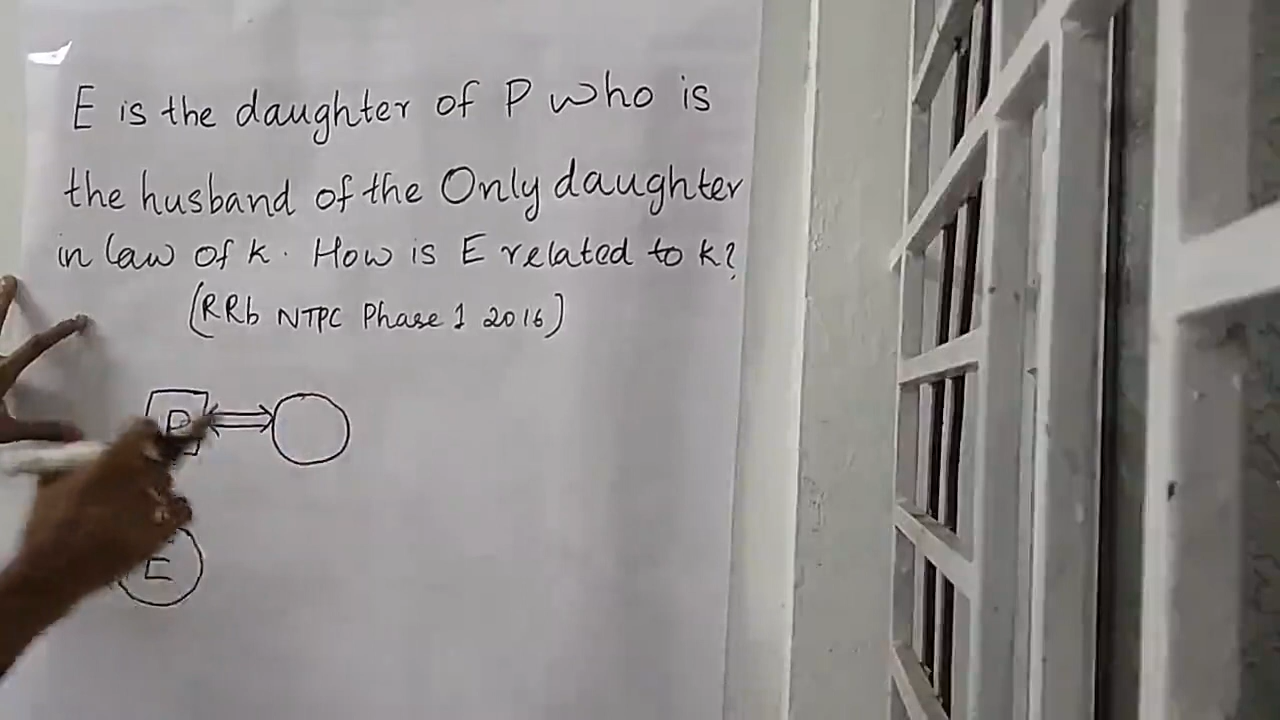 E is the daughter of P who is
the husband of the Only daughter
in law of k. How is E related to k?
(RRb NTPC Phase 1 2016)
P
E